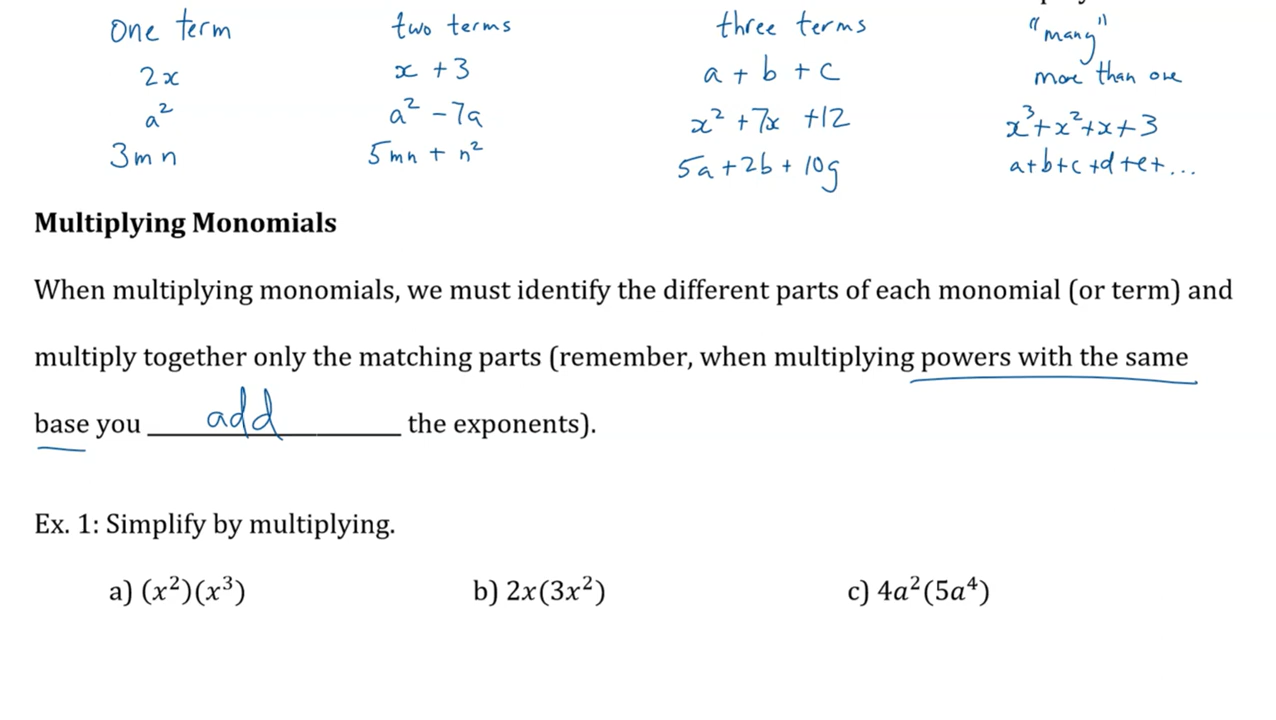 One term two terms three terms "many"
2x x + 3 a + b + c more than one
a² a² - 7a x² + 7x + 12 x³ + x² + x + 3
3mn 5mn + n² 5a + 2b + 10g a + b + c + d + e + ...
Multiplying Monomials
When multiplying monomials, we must identify the different parts of each monomial (or term) and
multiply together only the matching parts (remember, when multiplying powers with the same
base you add the exponents).
Ex. 1: Simplify by multiplying.
a) (x²)(x³) b) 2x(3x²) c) 4a²(5a⁴)